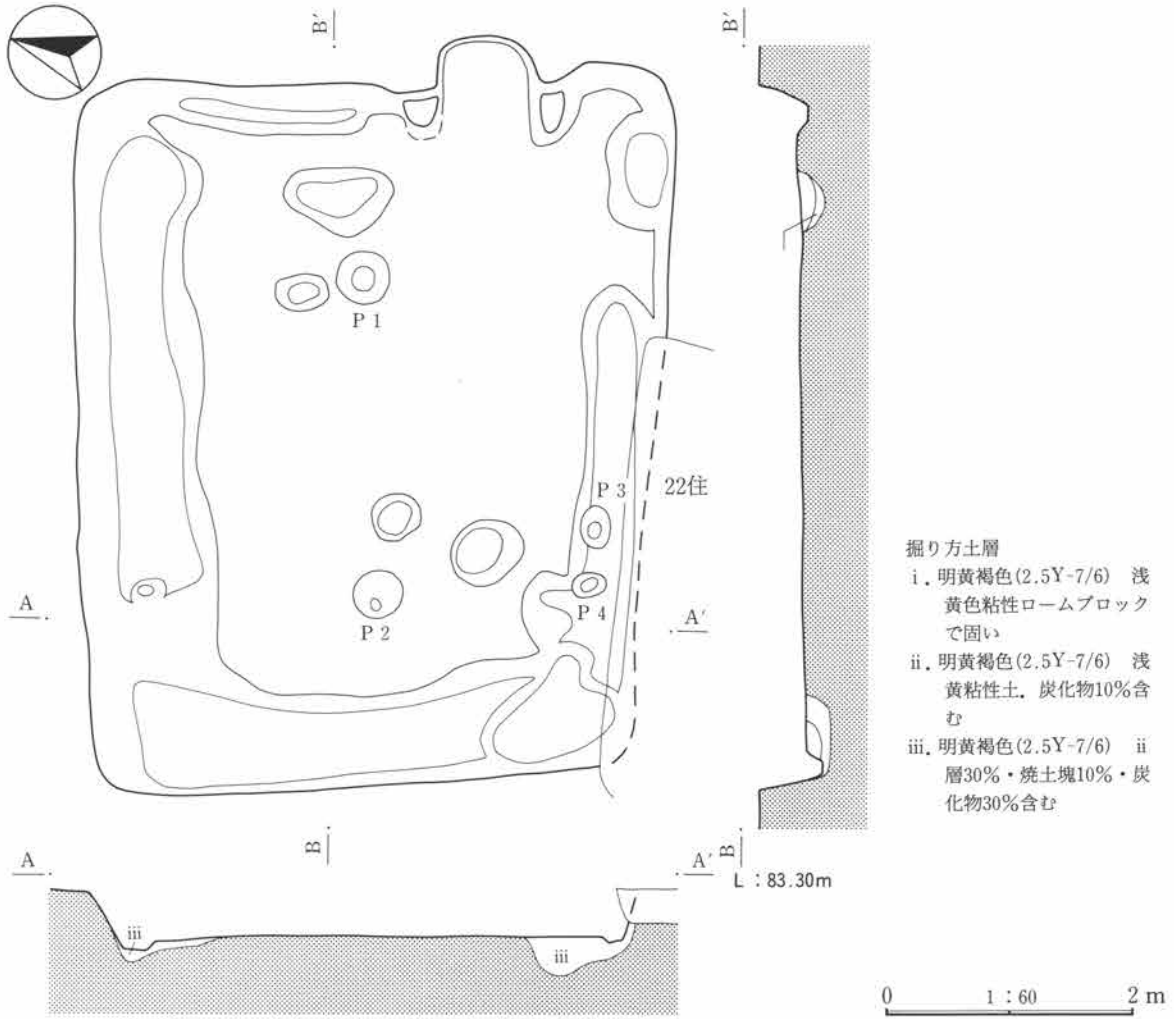 B′
B′
P 1
22住
P 3
P 2
P 4
A
A′
掘り方土層
ⅰ. 明黄褐色(2.5Y-7/6) 浅
黄色粘性ロームブロック
で固い
ⅱ. 明黄褐色(2.5Y-7/6) 浅
黄粘性土. 炭化物10%含
む
ⅲ. 明黄褐色(2.5Y-7/6) ⅱ
層30%・焼土塊10%・炭
化物30%含む
B
B
A
A′
L : 83.30m
ⅲ
ⅲ
0 1 : 60 2 m